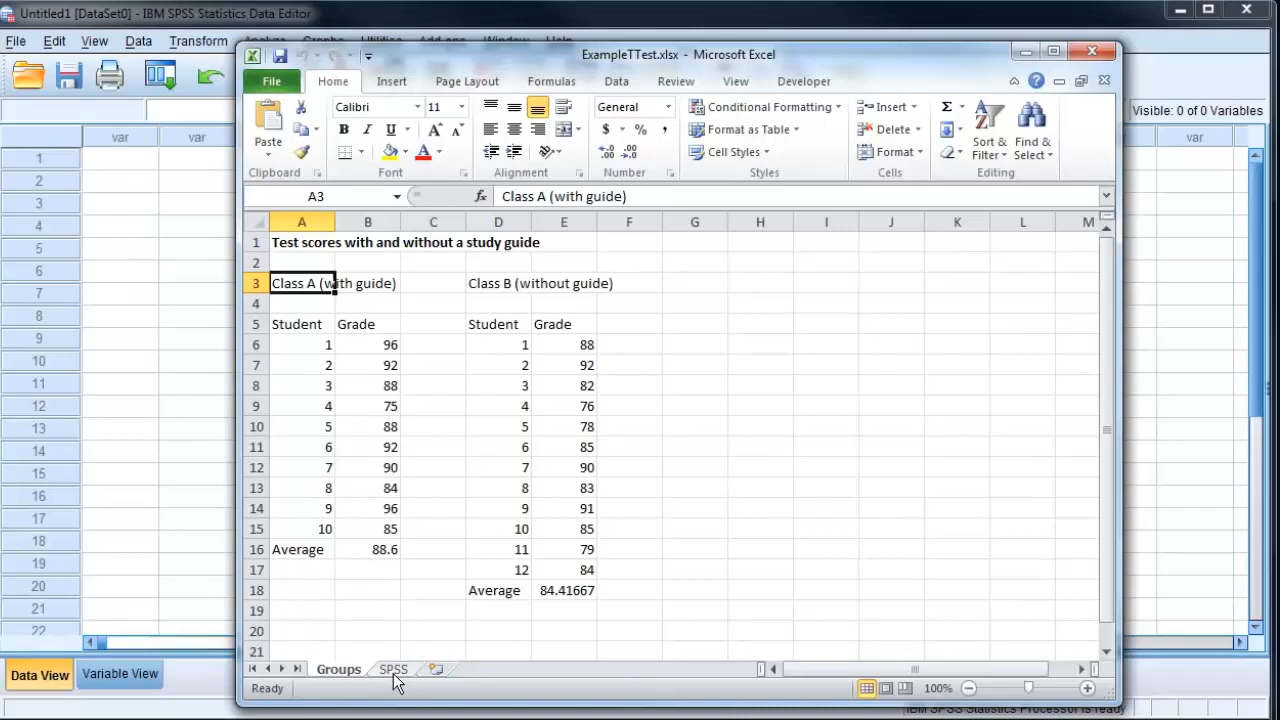 Untitled1 [DataSet0] - IBM SPSS Statistics Data Editor
File Edit View Data Transform
Visible: 0 of 0 Variables
var var var
1
2
3
4
5
6
7
8
9
10
11
12
13
14
15
16
17
18
19
20
21
22
Data View Variable View
ExampleTTest.xlsx - Microsoft Excel
File Home Insert Page Layout Formulas Data Review View Developer
Paste
Calibri 11
B I U A A
A
General
$ % ,
Conditional Formatting
Format as Table
Cell Styles
Insert
Delete
Format
Σ
Sort & Filter
Find & Select
Clipboard Font Alignment Number Styles Cells Editing
A3 fx Class A (with guide)
A B C D E F G H I J K L M
1 Test scores with and without a study guide
2
3 Class A (with guide) Class B (without guide)
4
5 Student Grade Student Grade
6 1 96 1 88
7 2 92 2 92
8 3 88 3 82
9 4 75 4 76
10 5 88 5 78
11 6 92 6 85
12 7 90 7 90
13 8 84 8 83
14 9 96 9 91
15 10 85 10 85
16 Average 88.6 11 79
17 12 84
18 Average 84.41667
19
20
21
Groups SPSS
Ready 100%
IBM SPSS Statistics Processor is ready